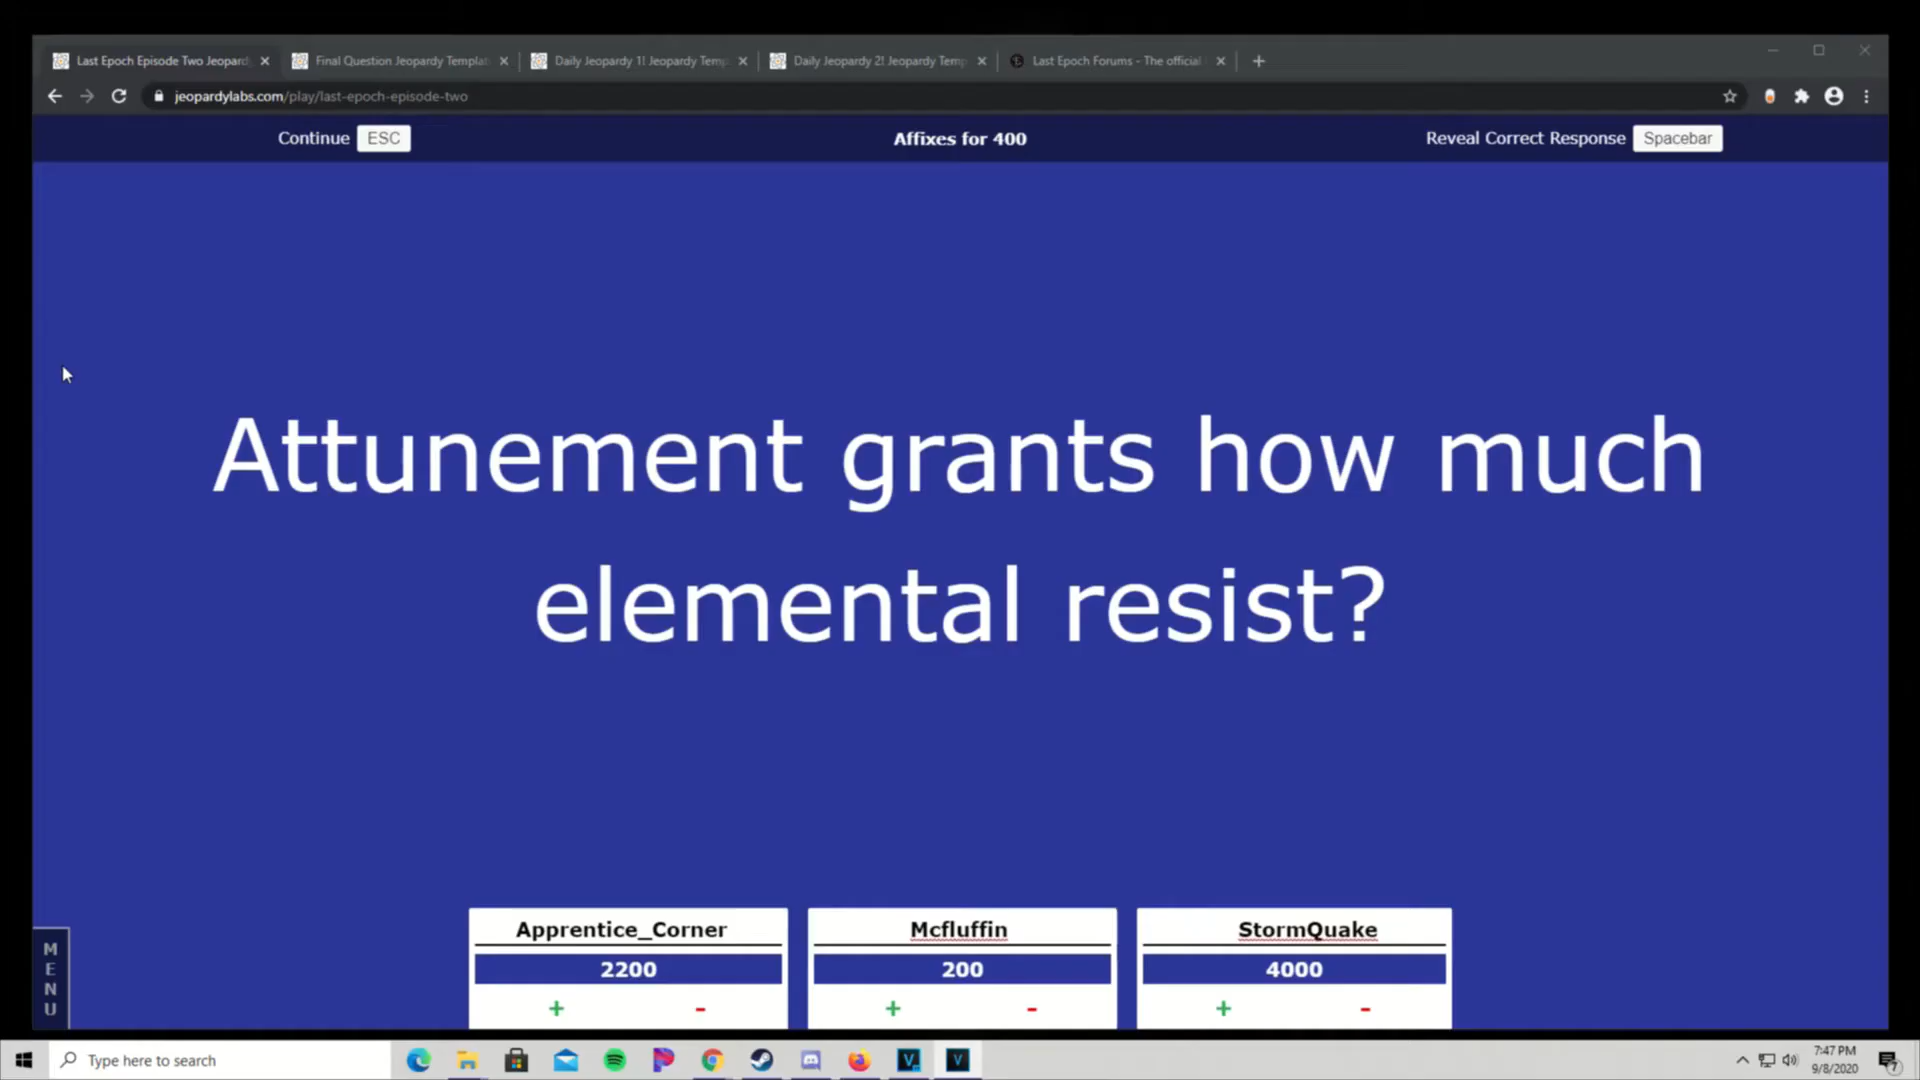 Last Epoch Episode Two Jeopard
Final Question Jeopardy Templat
Daily Jeopardy 1! Jeopardy Temp
Daily Jeopardy 2! Jeopardy Temp
Last Epoch Forums - The official
jeopardylabs.com/play/last-epoch-episode-two
Continue ESC
Affixes for 400
Reveal Correct Response Spacebar
Attunement grants how much
elemental resist?
Apprentice_Corner
2200
+ -
Mcfluffin
200
+ -
StormQuake
4000
+ -
MENU
Type here to search
7:47 PM
9/8/2020
7